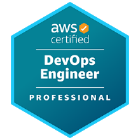 aws
certified
DevOps
Engineer
PROFESSIONAL